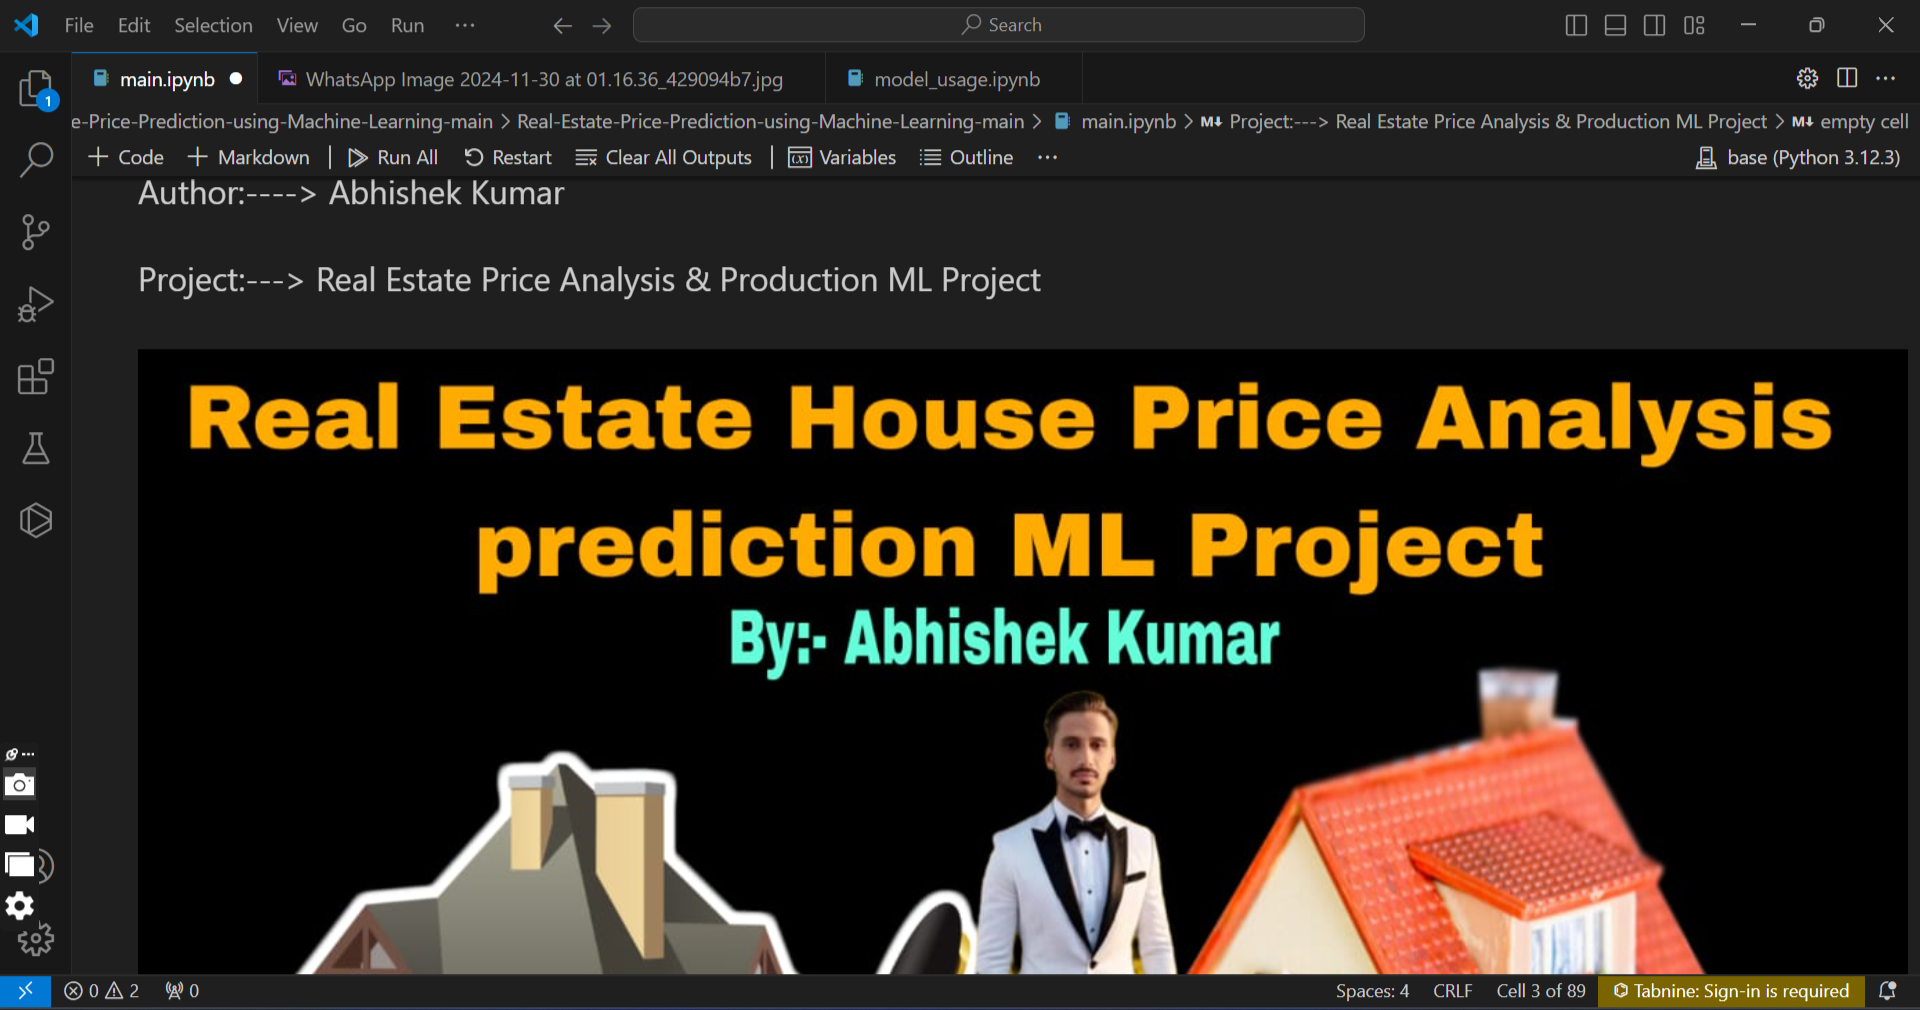 File Edit Selection View Go Run ···
Search
main.ipynb
WhatsApp Image 2024-11-30 at 01.16.36_429094b7.jpg
model_usage.ipynb
1
e-Price-Prediction-using-Machine-Learning-main > Real-Estate-Price-Prediction-using-Machine-Learning-main > main.ipynb > M↓ Project:---> Real Estate Price Analysis & Production ML Project > M↓ empty cell
+ Code + Markdown | Run All Restart Clear All Outputs | Variables Outline ··· base (Python 3.12.3)
Author:----> Abhishek Kumar
Project:---> Real Estate Price Analysis & Production ML Project
Real Estate House Price Analysis
prediction ML Project
By:- Abhishek Kumar
0 2 0 Spaces: 4 CRLF Cell 3 of 89 Tabnine: Sign-in is required